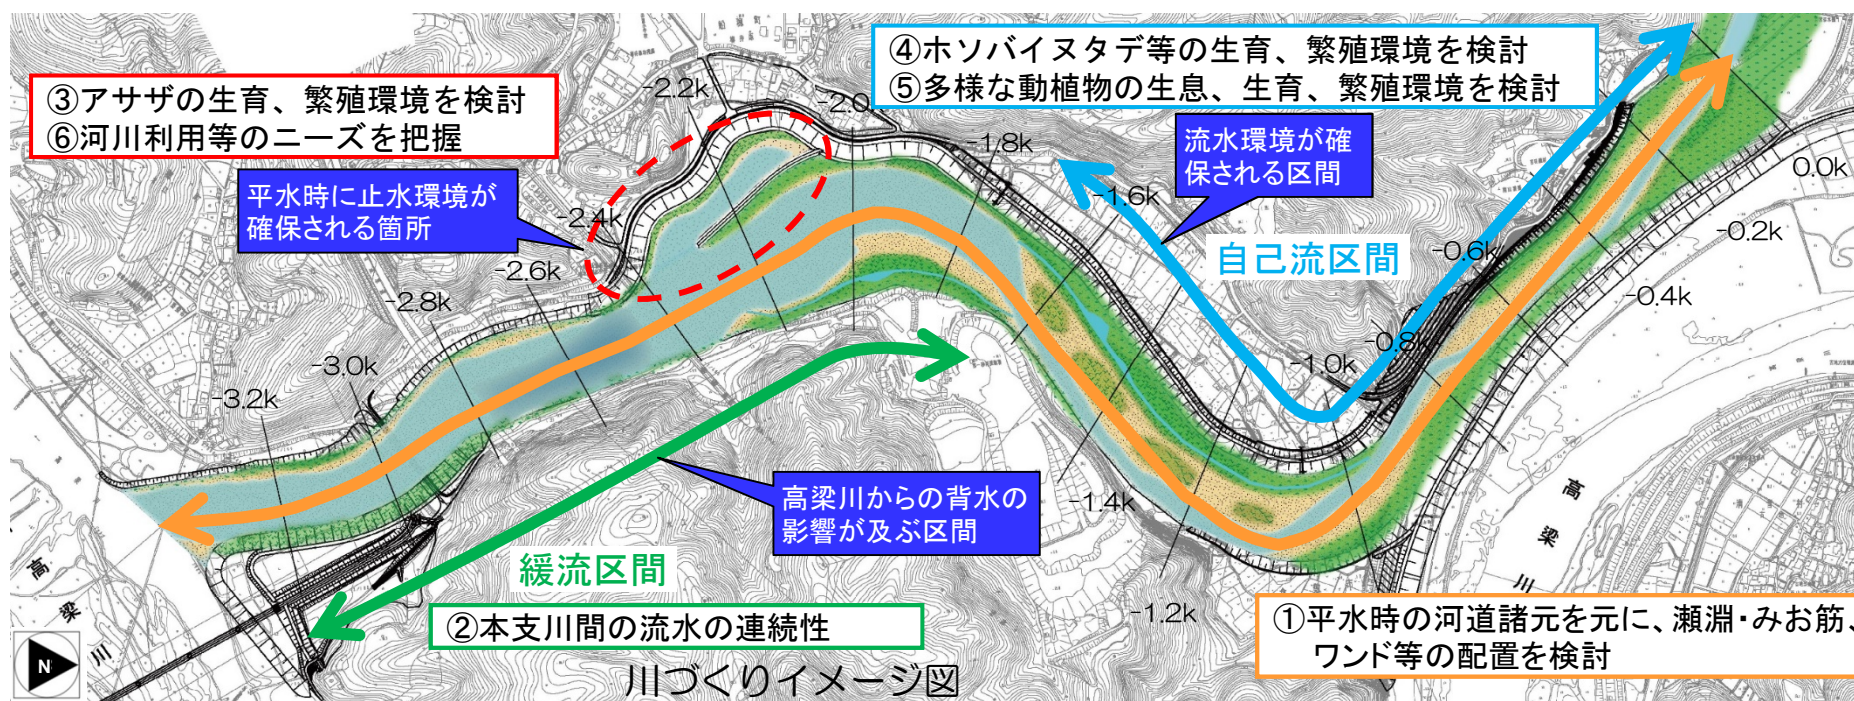 ③アサザの生育、繁殖環境を検討
⑥河川利用等のニーズを把握
④ホソバイヌタデ等の生育、繁殖環境を検討
⑤多様な動植物の生息、生育、繁殖環境を検討
平水時に止水環境が
確保される箇所
流水環境が確
保される区間
自己流区間
高梁川からの背水の
影響が及ぶ区間
緩流区間
②本支川間の流水の連続性
①平水時の河道諸元を元に、瀬淵・みお筋、
ワンド等の配置を検討
川づくりイメージ図
-3.2k
-3.0k
-2.8k
-2.6k
-2.4k
-2.2k
-2.0
-1.8k
-1.6k
-1.4k
-1.2k
-1.0k
-0.8k
-0.6k
-0.4k
-0.2k
0.0k
高梁川
高梁川
N